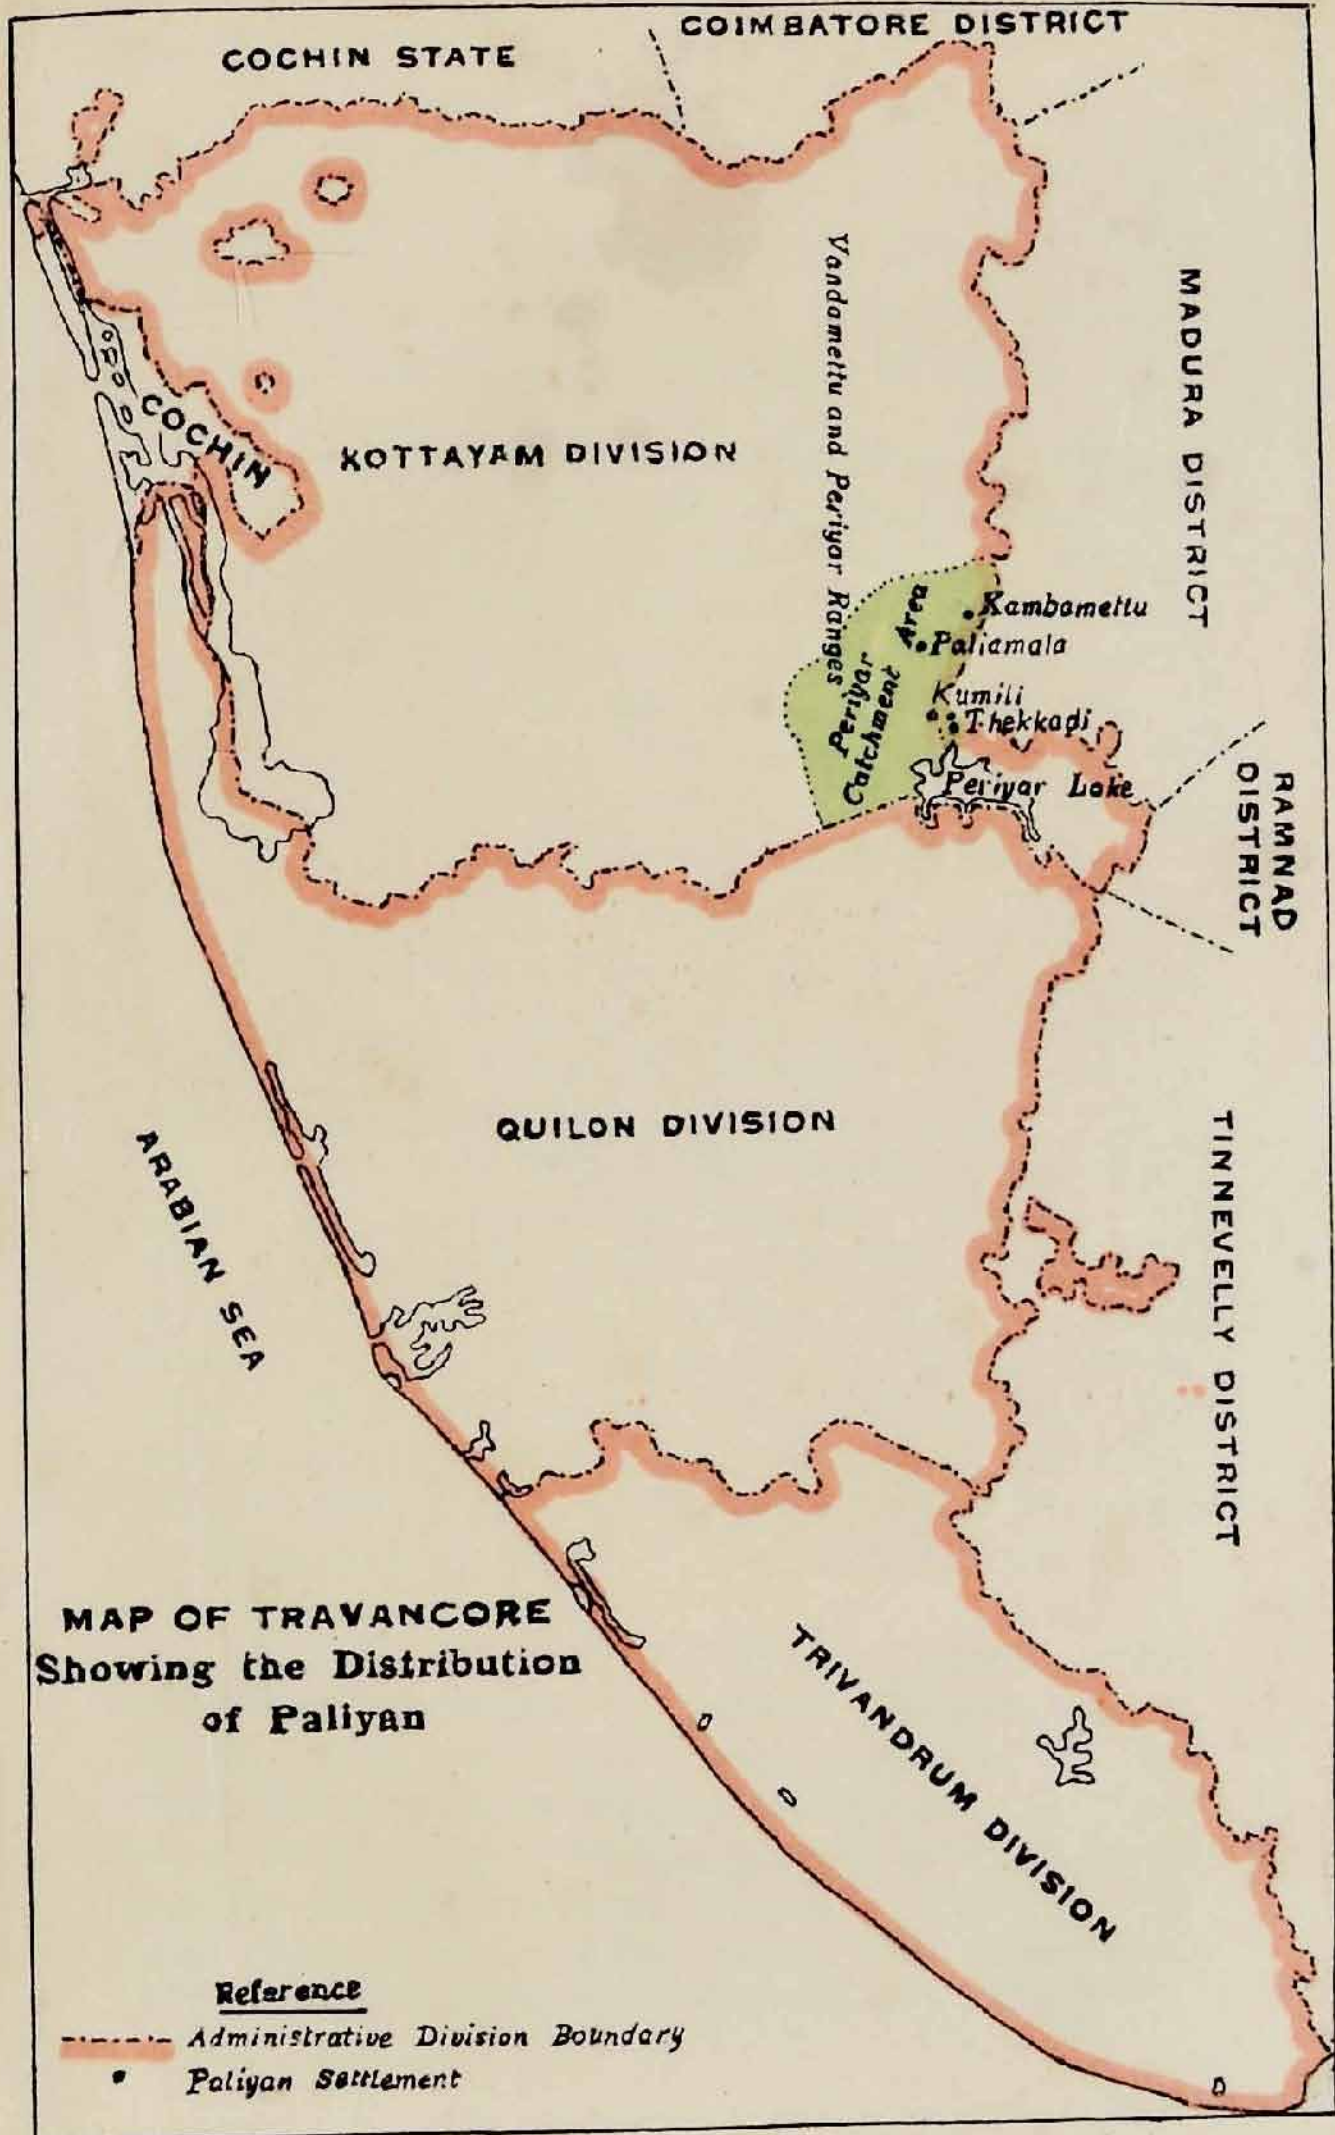 COCHIN STATE
COIMBATORE DISTRICT
MADURA DISTRICT
Vandamettu and Periyar Ranges
COCHIN
KOTTAYAM DIVISION
Periyar
Catchment Area
Kambamettu
Paliamala
Kumili
Thekkadi
Periyar Lake
RAMNAD
DISTRICT
QUILON DIVISION
ARABIAN SEA
TINNEVELLY DISTRICT
MAP OF TRAVANCORE
Showing the Distribution
of Paliyan
TRIVANDRUM DIVISION
Reference
Administrative Division Boundary
Paliyan Settlement